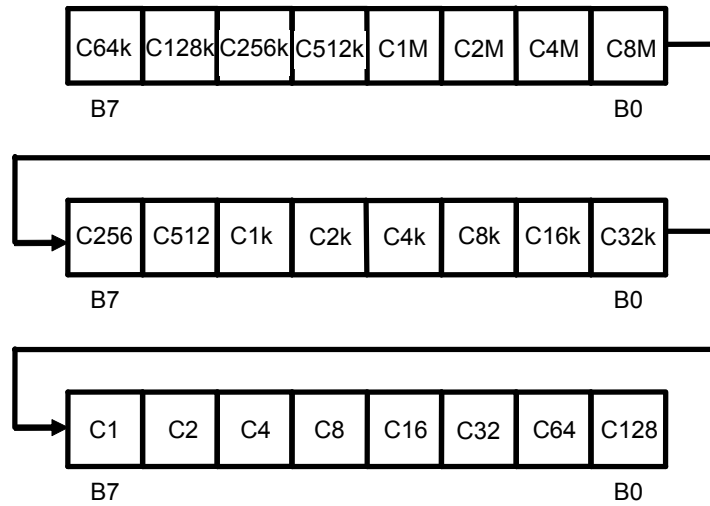 C64k C128k C256k C512k C1M C2M C4M C8M
B7 B0
C256 C512 C1k C2k C4k C8k C16k C32k
B7 B0
C1 C2 C4 C8 C16 C32 C64 C128
B7 B0